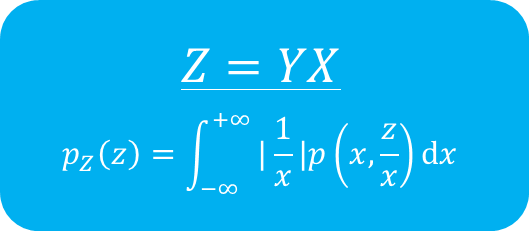 Z = YX
p_Z(z) = ∫_{-∞}^{+∞} |1/x| p(x, z/x) dx